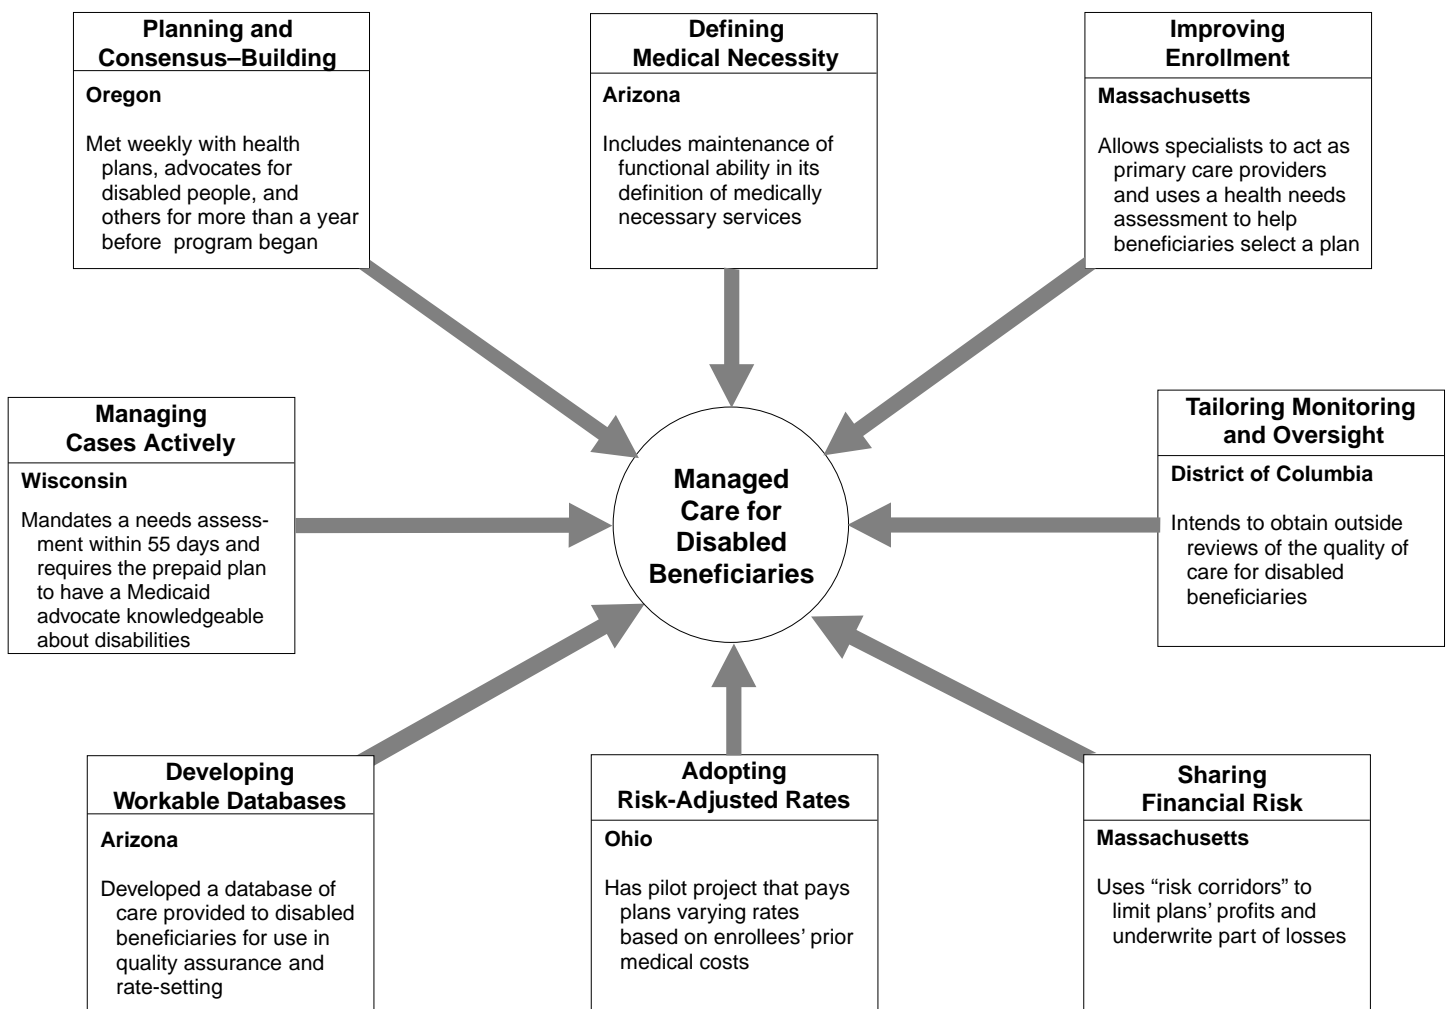 Planning and
Consensus–Building
Oregon
Met weekly with health
plans, advocates for
disabled people, and
others for more than a year
before program began
Defining
Medical Necessity
Arizona
Includes maintenance of
functional ability in its
definition of medically
necessary services
Improving
Enrollment
Massachusetts
Allows specialists to act as
primary care providers
and uses a health needs
assessment to help
beneficiaries select a plan
Managing
Cases Actively
Wisconsin
Mandates a needs assess-
ment within 55 days and
requires the prepaid plan
to have a Medicaid
advocate knowledgeable
about disabilities
Managed
Care for
Disabled
Beneficiaries
Tailoring Monitoring
and Oversight
District of Columbia
Intends to obtain outside
reviews of the quality of
care for disabled
beneficiaries
Developing
Workable Databases
Arizona
Developed a database of
care provided to disabled
beneficiaries for use in
quality assurance and
rate-setting
Adopting
Risk-Adjusted Rates
Ohio
Has pilot project that pays
plans varying rates
based on enrollees’ prior
medical costs
Sharing
Financial Risk
Massachusetts
Uses “risk corridors” to
limit plans’ profits and
underwrite part of losses